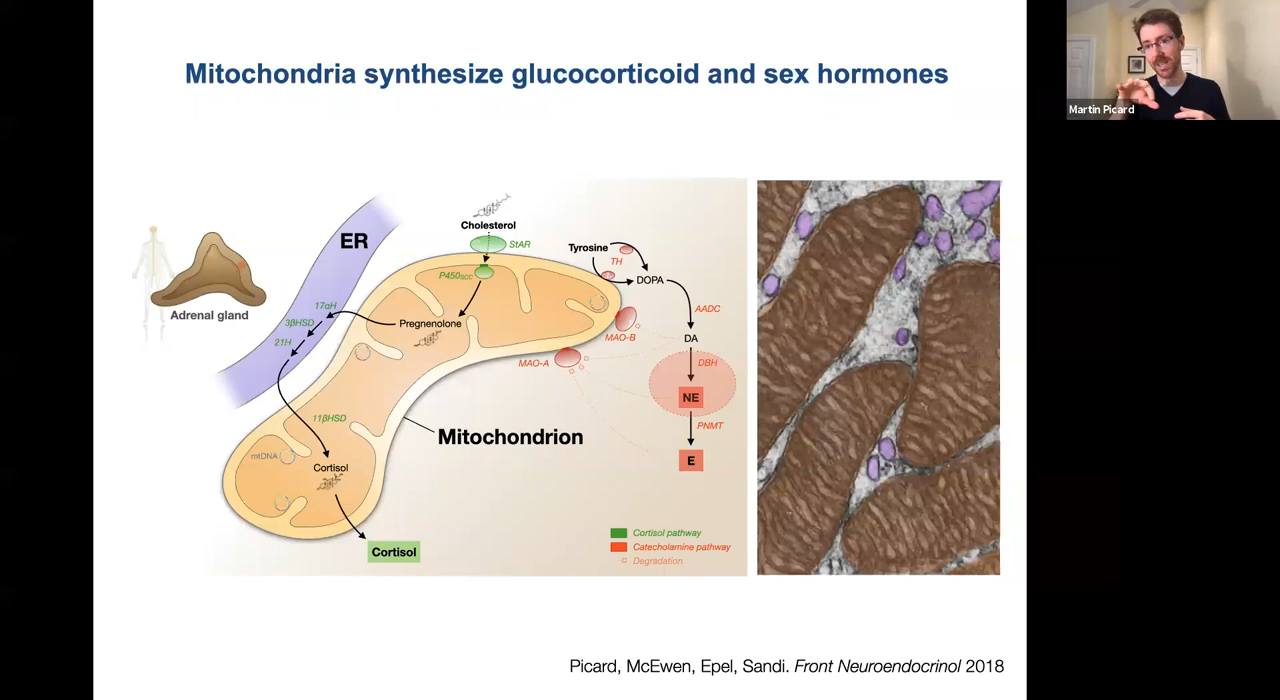 Mitochondria synthesize glucocorticoid and sex hormones
Martin Picard
ER
Adrenal gland
Cholesterol
StAR
P450scc
Pregnenolone
17αH
3βHSD
21H
11βHSD
mtDNA
Cortisol
Cortisol
Mitochondrion
Tyrosine
TH
DOPA
AADC
MAO-B
MAO-A
DA
DBH
NE
PNMT
E
Cortisol pathway
Catecholamine pathway
Degradation
Picard, McEwen, Epel, Sandi. Front Neuroendocrinol 2018